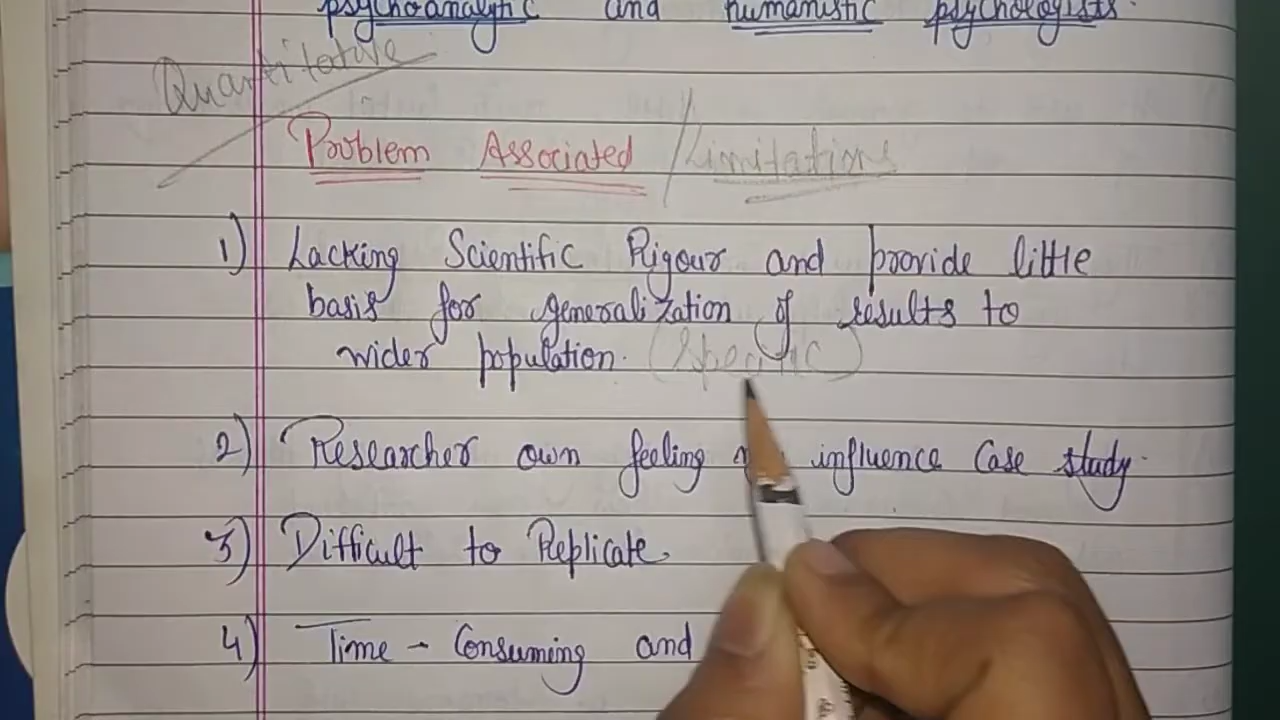 psychoanalytic and humanistic psychologists.
Quantitative
Problem Associated / Limitations
1) Lacking Scientific Rigour and provide little
basis for generalization of results to
wider population. (Specific)
2) Researcher own feeling influence Case study.
3) Difficult to Replicate
4) Time - Consuming and